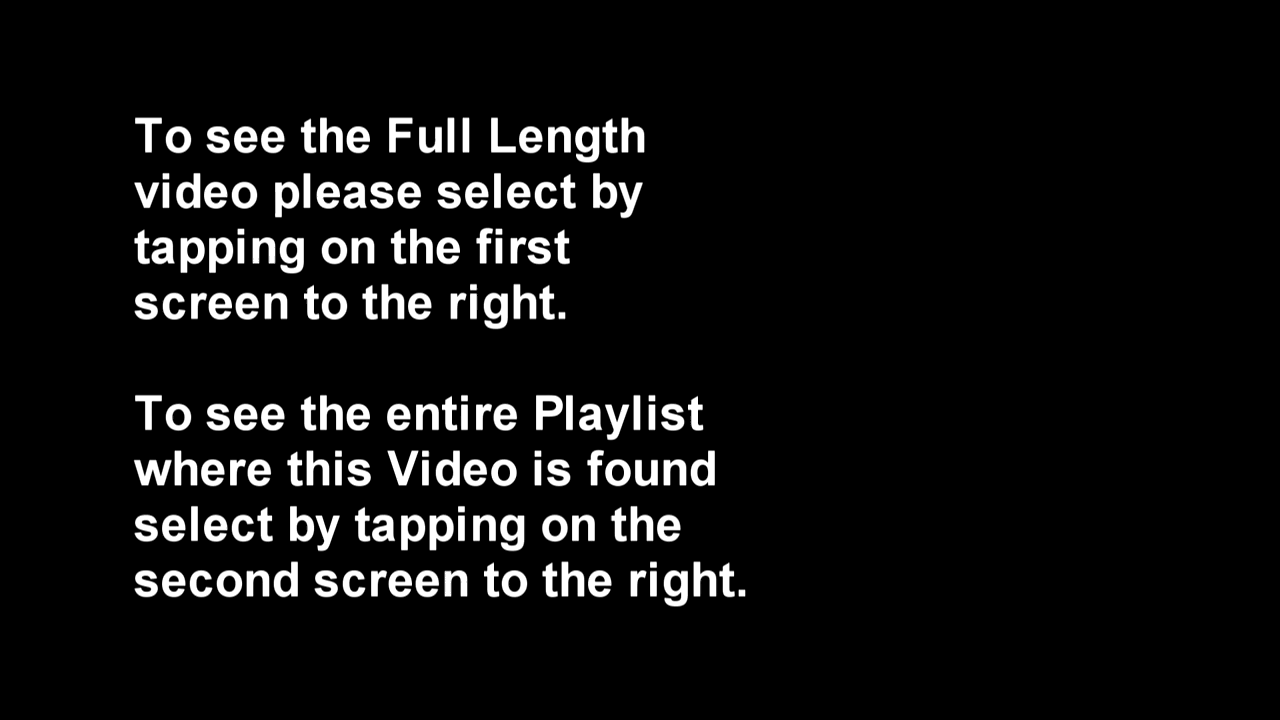 To see the Full Length
video please select by
tapping on the first
screen to the right.
To see the entire Playlist
where this Video is found
select by tapping on the
second screen to the right.